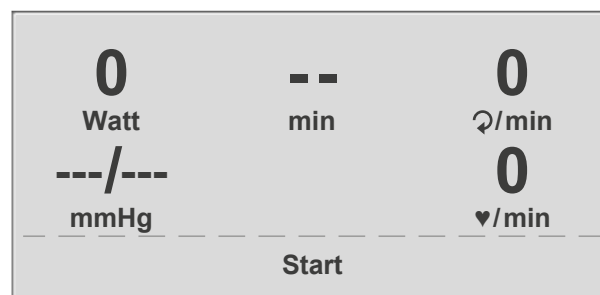 0 -- 0
Watt min /min
---/--- 0
mmHg ♥/min
Start